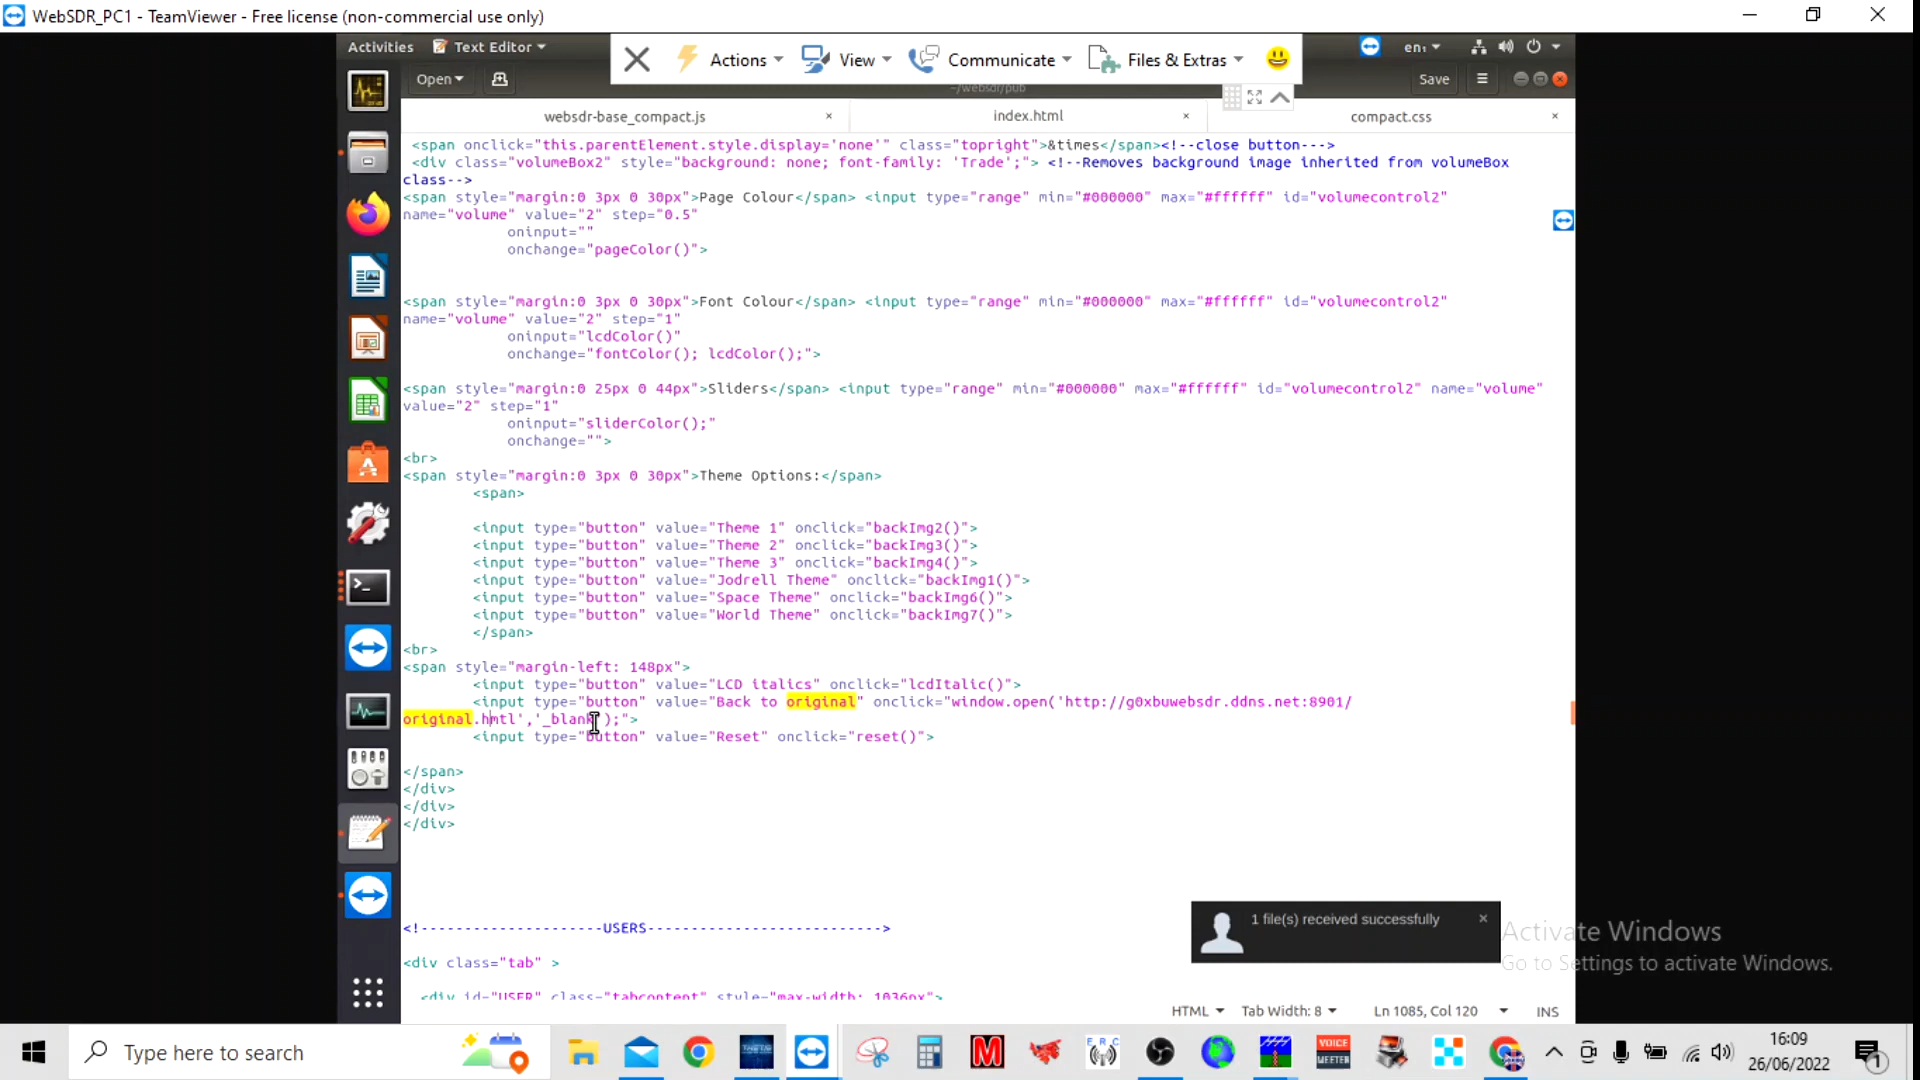 WebSDR_PC1 - TeamViewer - Free license (non-commercial use only)
Activities Text Editor en₁
Actions View Communicate Files & Extras
Open Save
~/websdr/pub
websdr-base_compact.js × index.html × compact.css ×
<span onclick="this.parentElement.style.display='none'" class="topright">&times</span><!--close button--->
<div class="volumeBox2" style="background: none; font-family: 'Trade';"> <!--Removes background image inherited from volumeBox
class-->
<span style="margin:0 3px 0 30px">Page Colour</span> <input type="range" min="#000000" max="#ffffff" id="volumecontrol2"
name="volume" value="2" step="0.5"
oninput=""
onchange="pageColor()">
<span style="margin:0 3px 0 30px">Font Colour</span> <input type="range" min="#000000" max="#ffffff" id="volumecontrol2"
name="volume" value="2" step="1"
oninput="lcdColor()"
onchange="fontColor(); lcdColor();">
<span style="margin:0 25px 0 44px">Sliders</span> <input type="range" min="#000000" max="#ffffff" id="volumecontrol2" name="volume"
value="2" step="1"
oninput="sliderColor();"
onchange="">
<br>
<span style="margin:0 3px 0 30px">Theme Options:</span>
<span>
<input type="button" value="Theme 1" onclick="backImg2()">
<input type="button" value="Theme 2" onclick="backImg3()">
<input type="button" value="Theme 3" onclick="backImg4()">
<input type="button" value="Jodrell Theme" onclick="backImg1()">
<input type="button" value="Space Theme" onclick="backImg6()">
<input type="button" value="World Theme" onclick="backImg7()">
</span>
<br>
<span style="margin-left: 148px">
<input type="button" value="LCD italics" onclick="lcdItalic()">
<input type="button" value="Back to original" onclick="window.open('http://g0xbuwebsdr.ddns.net:8901/
original.hmtl','_blank');">
<input type="button" value="Reset" onclick="reset()">
</span>
</div>
</div>
</div>
<!---------------------USERS--------------------------->
<div class="tab" >
<div id="USER" class="tabcontent" style="max-width: 1036px">
1 file(s) received successfully ×
Activate Windows
Go to Settings to activate Windows.
HTML Tab Width: 8 Ln 1085, Col 120 INS
Type here to search
16:09
26/06/2022
1